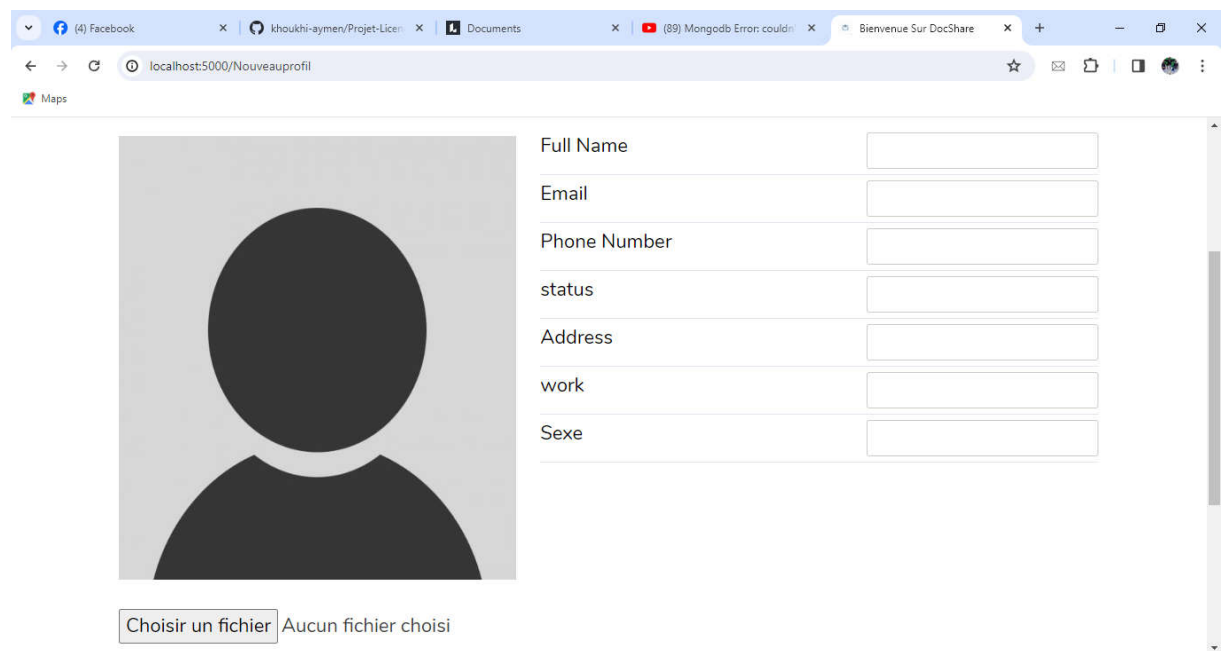 (4) Facebook
khoukhi-aymen/Projet-Licen
Documents
(89) Mongodb Error: couldn'
Bienvenue Sur DocShare
localhost:5000/Nouveauprofil
Maps
Full Name
Email
Phone Number
status
Address
work
Sexe
Choisir un fichier Aucun fichier choisi